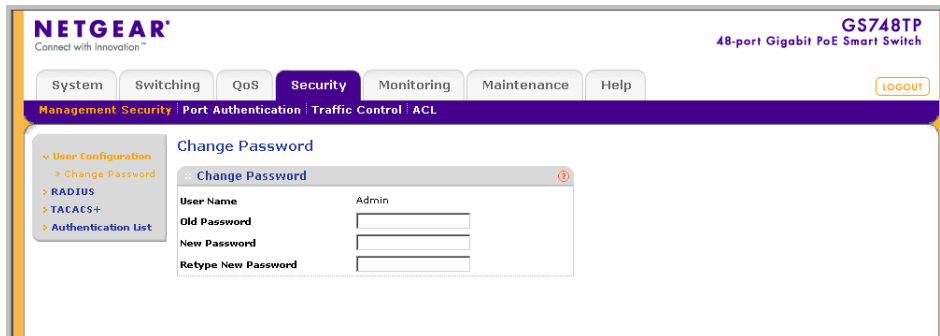 NETGEAR®
Connect with Innovation™
GS748TP
48-port Gigabit PoE Smart Switch
System Switching QoS Security Monitoring Maintenance Help
LOGOUT
Management Security Port Authentication Traffic Control ACL
User Configuration
Change Password
RADIUS
TACACS+
Authentication List
Change Password
:: Change Password ?
User Name Admin
Old Password
New Password
Retype New Password